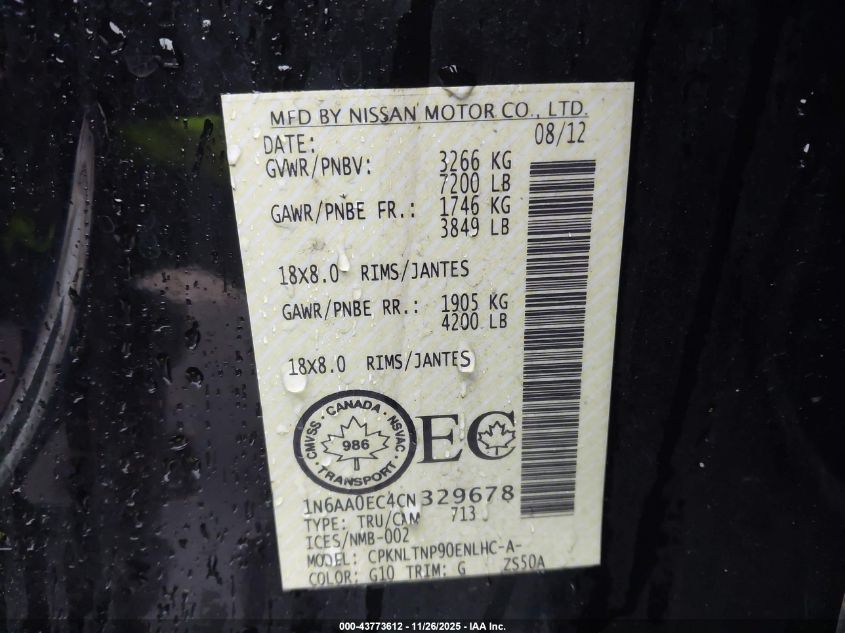 MFD BY NISSAN MOTOR CO., LTD.
DATE: 08/12
GVWR/PNBV: 3266 KG
7200 LB
GAWR/PNBE FR.: 1746 KG
3849 LB
18X8.0 RIMS/JANTES
GAWR/PNBE RR.: 1905 KG
4200 LB
18X8.0 RIMS/JANTES
CANADA · NSVAC · TRANSPORT · CMVSS ·
986
EC
1N6AA0EC4CN329678
TYPE: TRU/CAM 713
ICES/NMB-002
MODEL: CPKNLTNP90ENLHC-A-
COLOR: G10 TRIM: G ZS50A
000-43773612 - 11/26/2025 - IAA Inc.